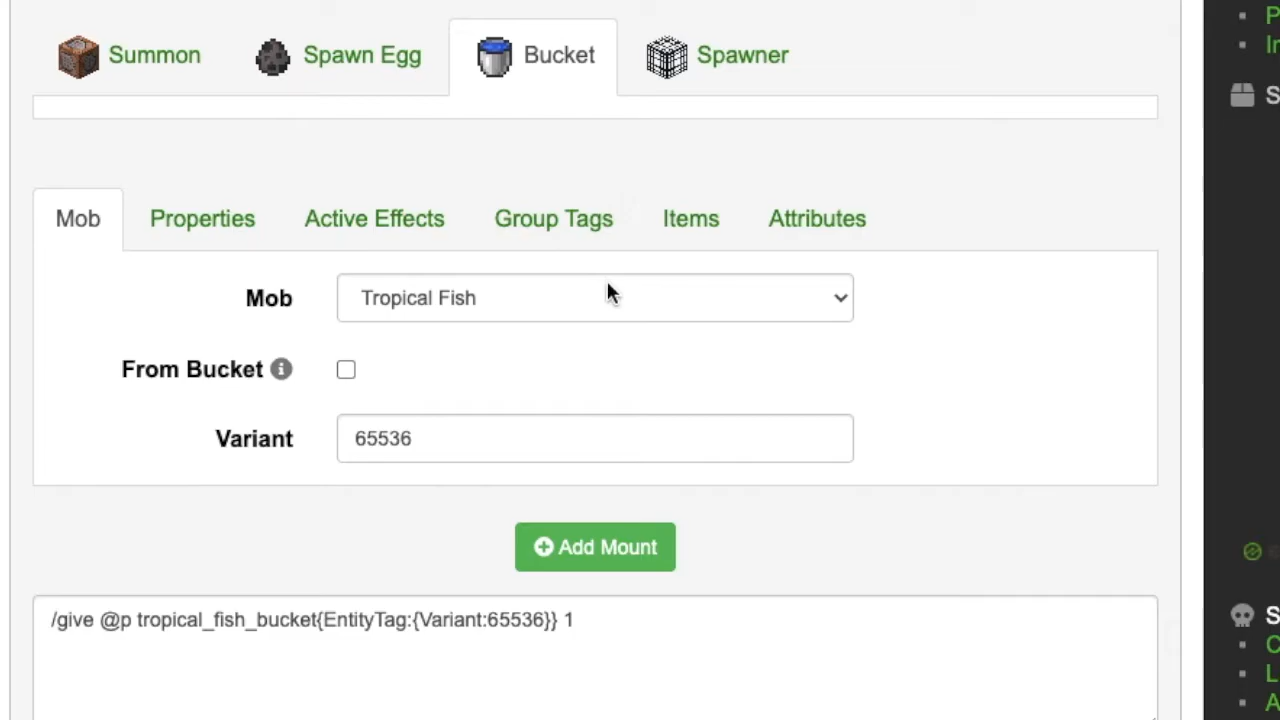 Summon
Spawn Egg
Bucket
Spawner
Mob
Properties
Active Effects
Group Tags
Items
Attributes
Mob
Tropical Fish
From Bucket
Variant
65536
Add Mount
/give @p tropical_fish_bucket{EntityTag:{Variant:65536}} 1
P
In
S
S
C
L
A